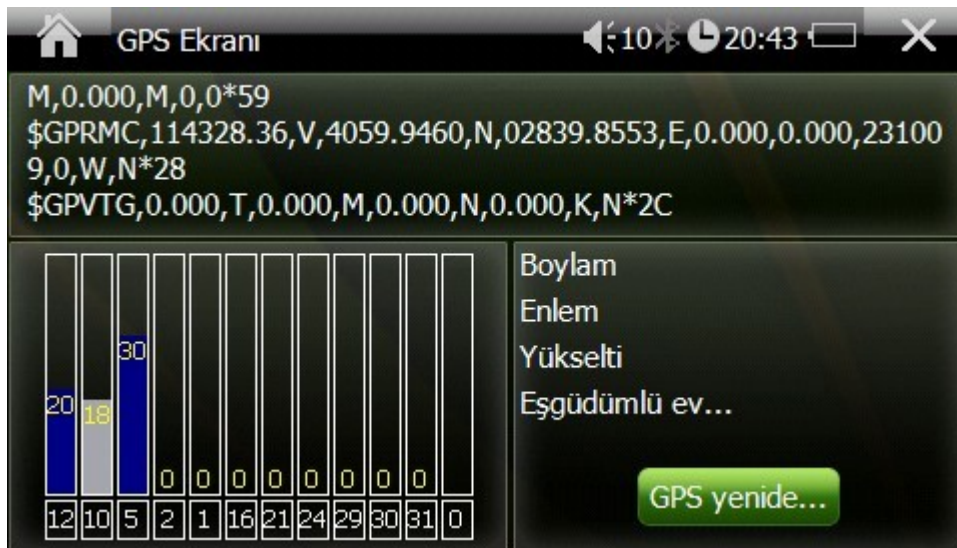 GPS Ekranı 10 20:43
M,0.000,M,0,0*59
$GPRMC,114328.36,V,4059.9460,N,02839.8553,E,0.000,0.000,23100
9,0,W,N*28
$GPVTG,0.000,T,0.000,M,0.000,N,0.000,K,N*2C
30
20 18
0 0 0 0 0 0 0 0
12 10 5 2 1 16 21 24 29 30 31 0
Boylam
Enlem
Yükselti
Eşgüdümlü ev...
GPS yenide...